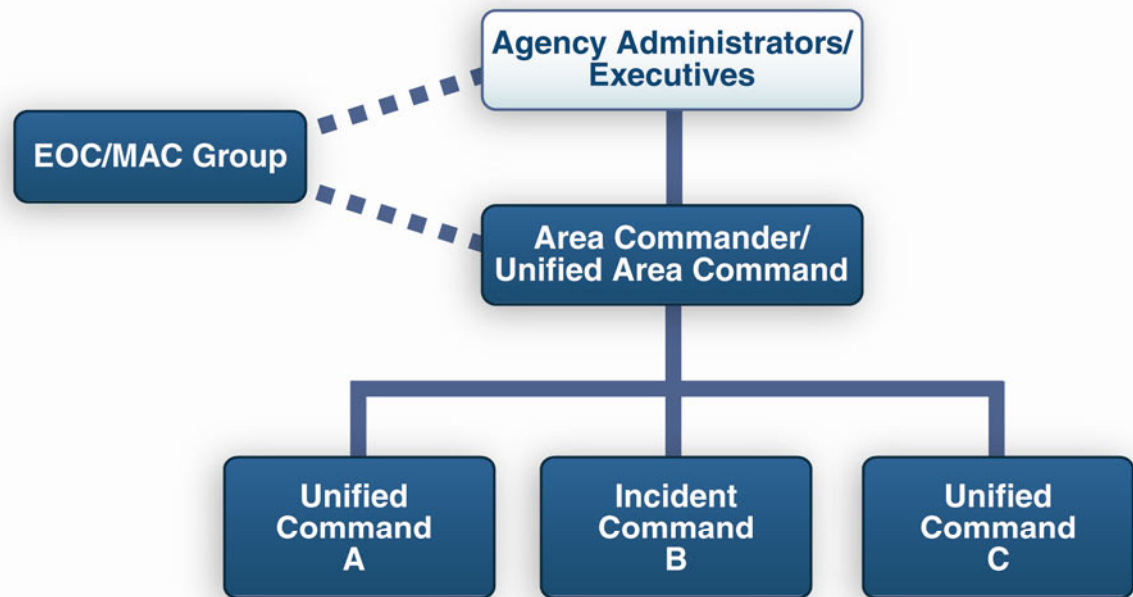 Agency Administrators/
Executives
EOC/MAC Group
Area Commander/
Unified Area Command
Unified
Command
A
Incident
Command
B
Unified
Command
C